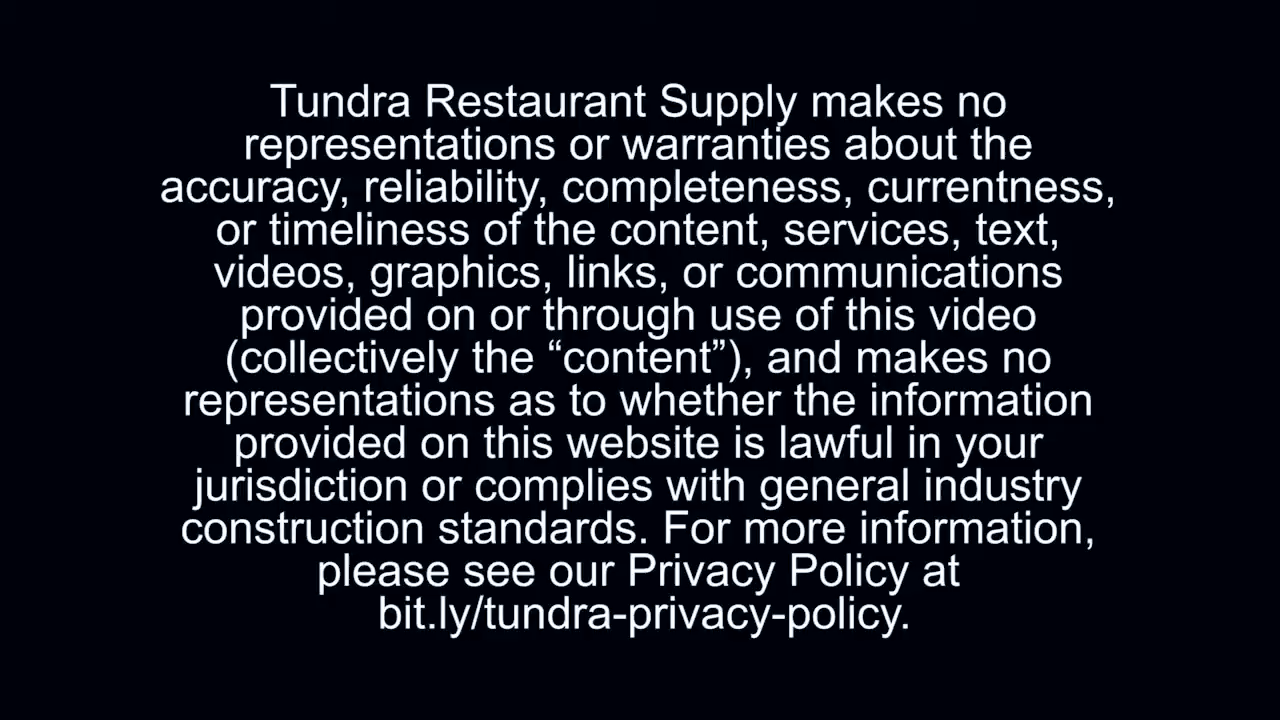 Tundra Restaurant Supply makes no
representations or warranties about the
accuracy, reliability, completeness, currentness,
or timeliness of the content, services, text,
videos, graphics, links, or communications
provided on or through use of this video
(collectively the “content”), and makes no
representations as to whether the information
provided on this website is lawful in your
jurisdiction or complies with general industry
construction standards. For more information,
please see our Privacy Policy at
bit.ly/tundra-privacy-policy.